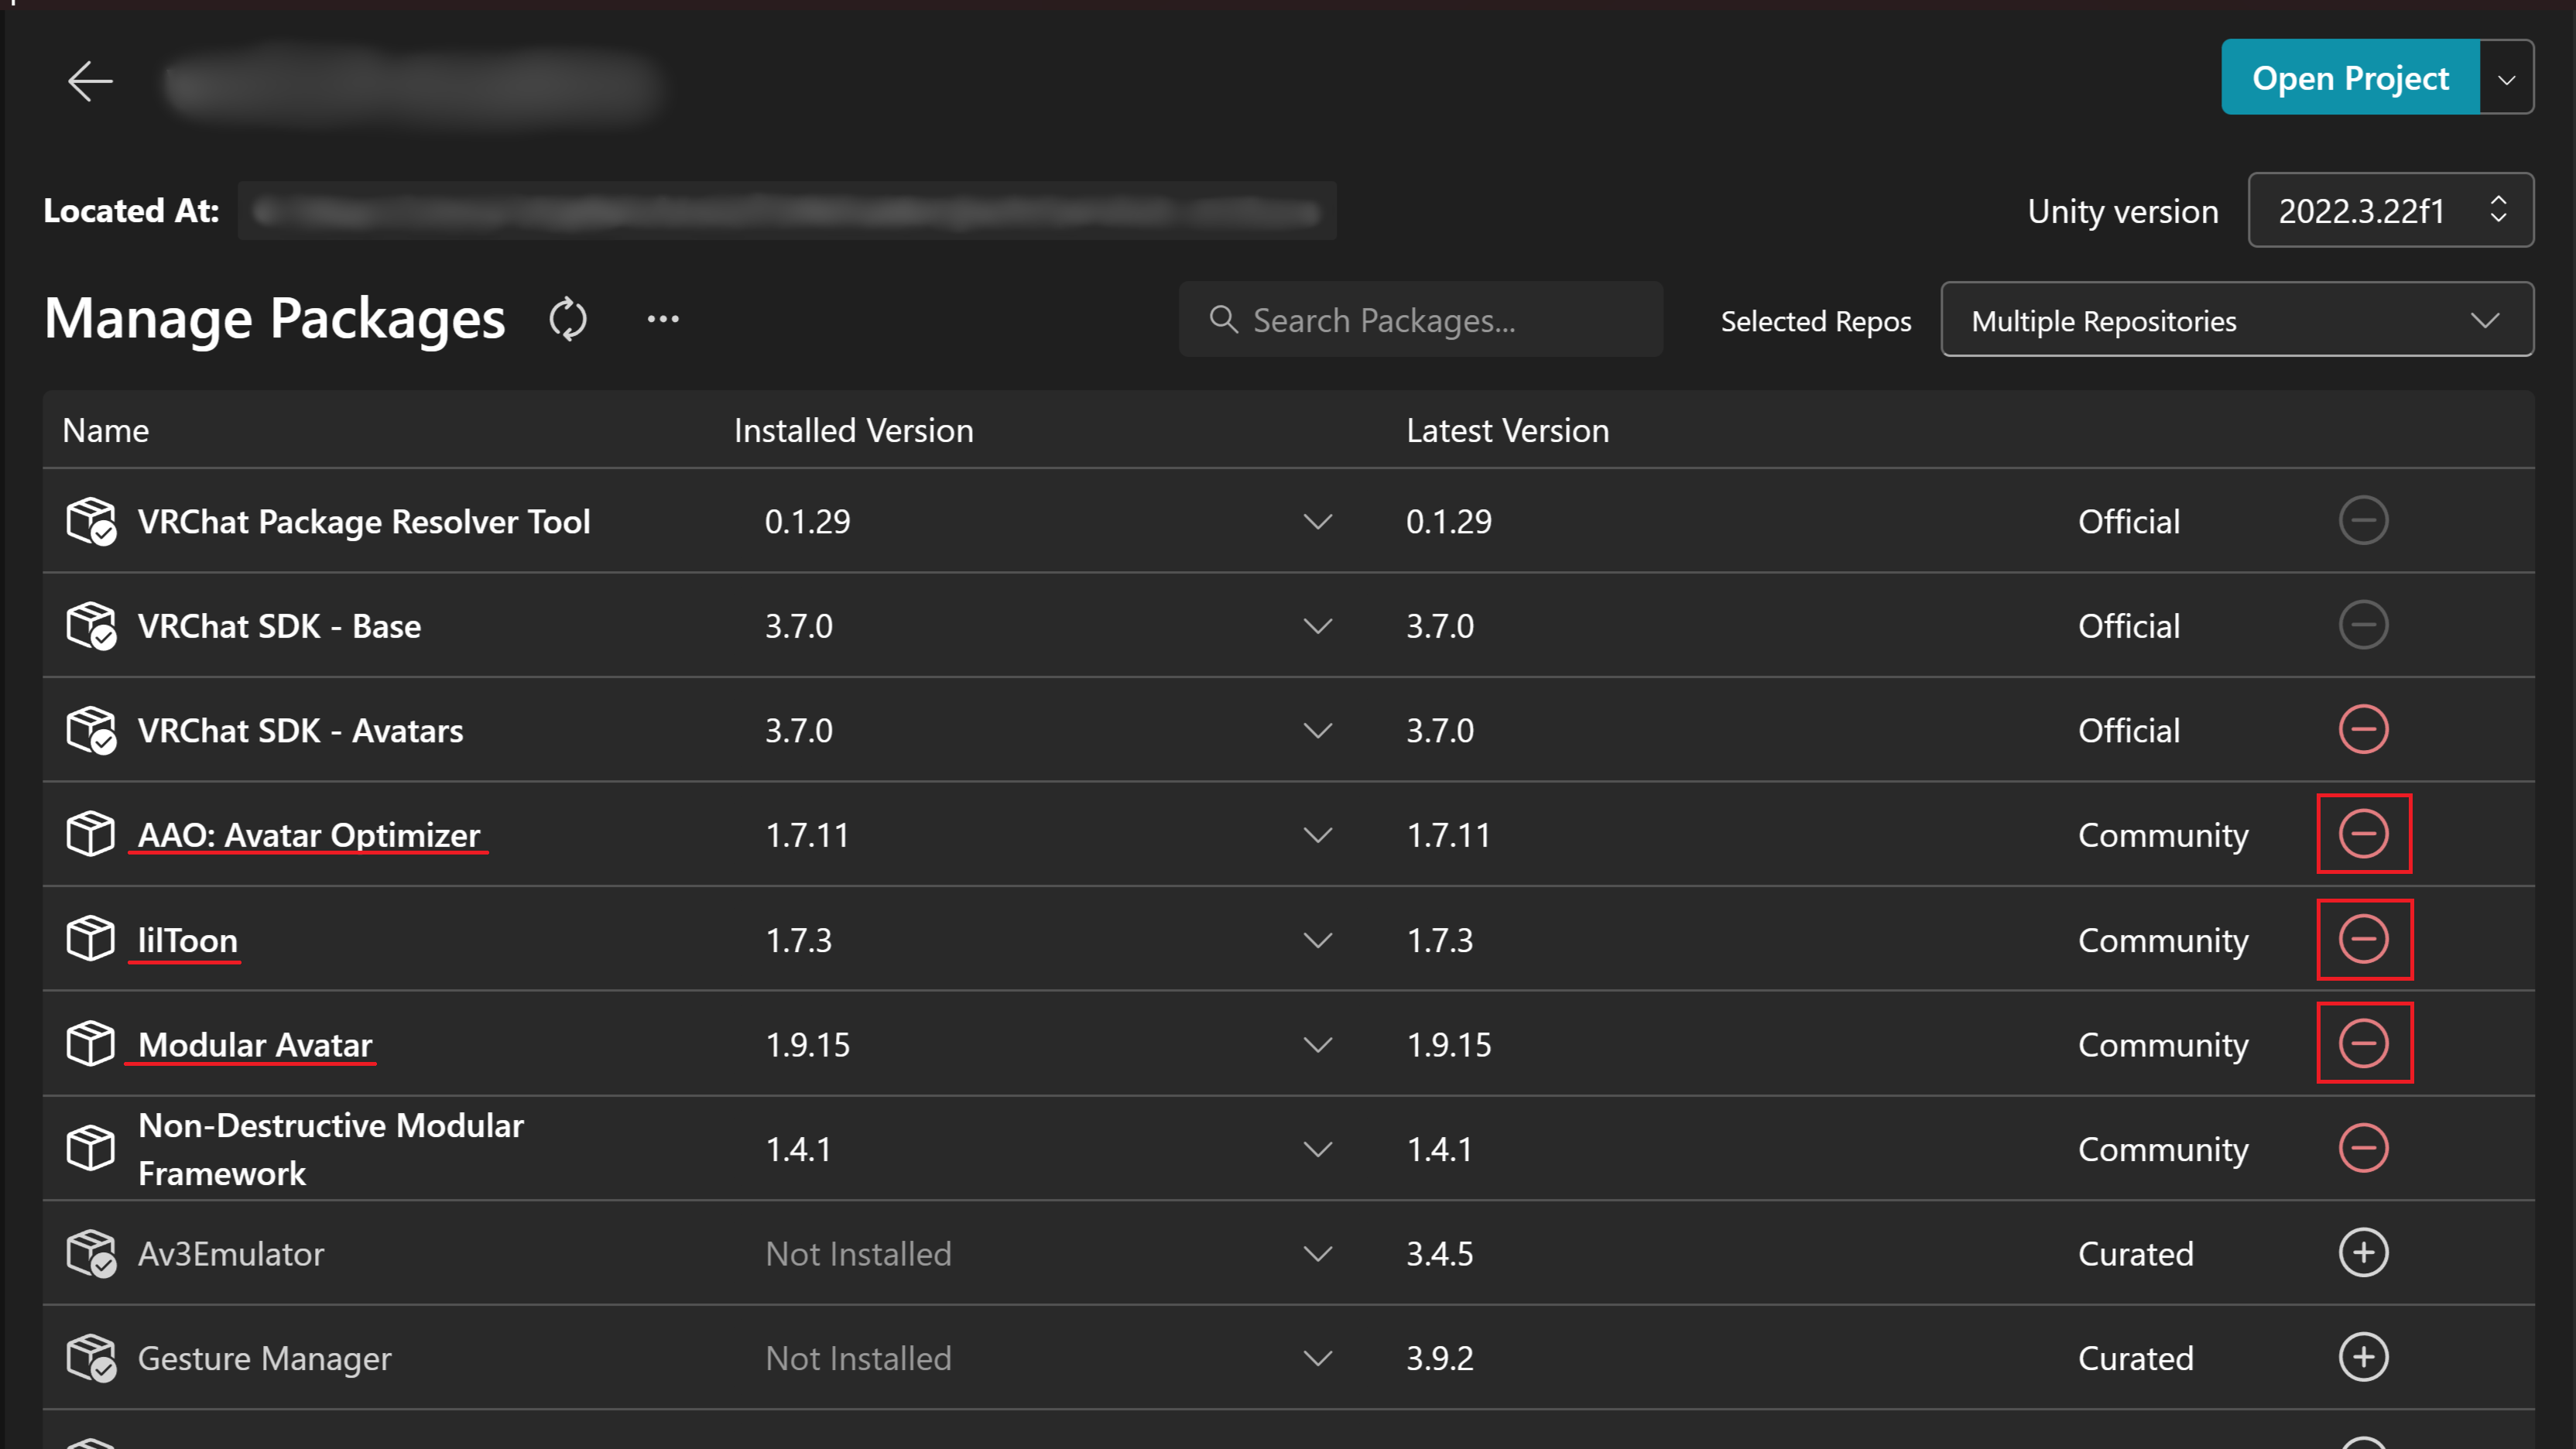 Open Project
Located At:
Unity version 2022.3.22f1
Manage Packages ... Search Packages... Selected Repos Multiple Repositories
Name Installed Version Latest Version
VRChat Package Resolver Tool 0.1.29 0.1.29 Official
VRChat SDK - Base 3.7.0 3.7.0 Official
VRChat SDK - Avatars 3.7.0 3.7.0 Official
AAO: Avatar Optimizer 1.7.11 1.7.11 Community
lilToon 1.7.3 1.7.3 Community
Modular Avatar 1.9.15 1.9.15 Community
Non-Destructive Modular
Framework 1.4.1 1.4.1 Community
Av3Emulator Not Installed 3.4.5 Curated
Gesture Manager Not Installed 3.9.2 Curated